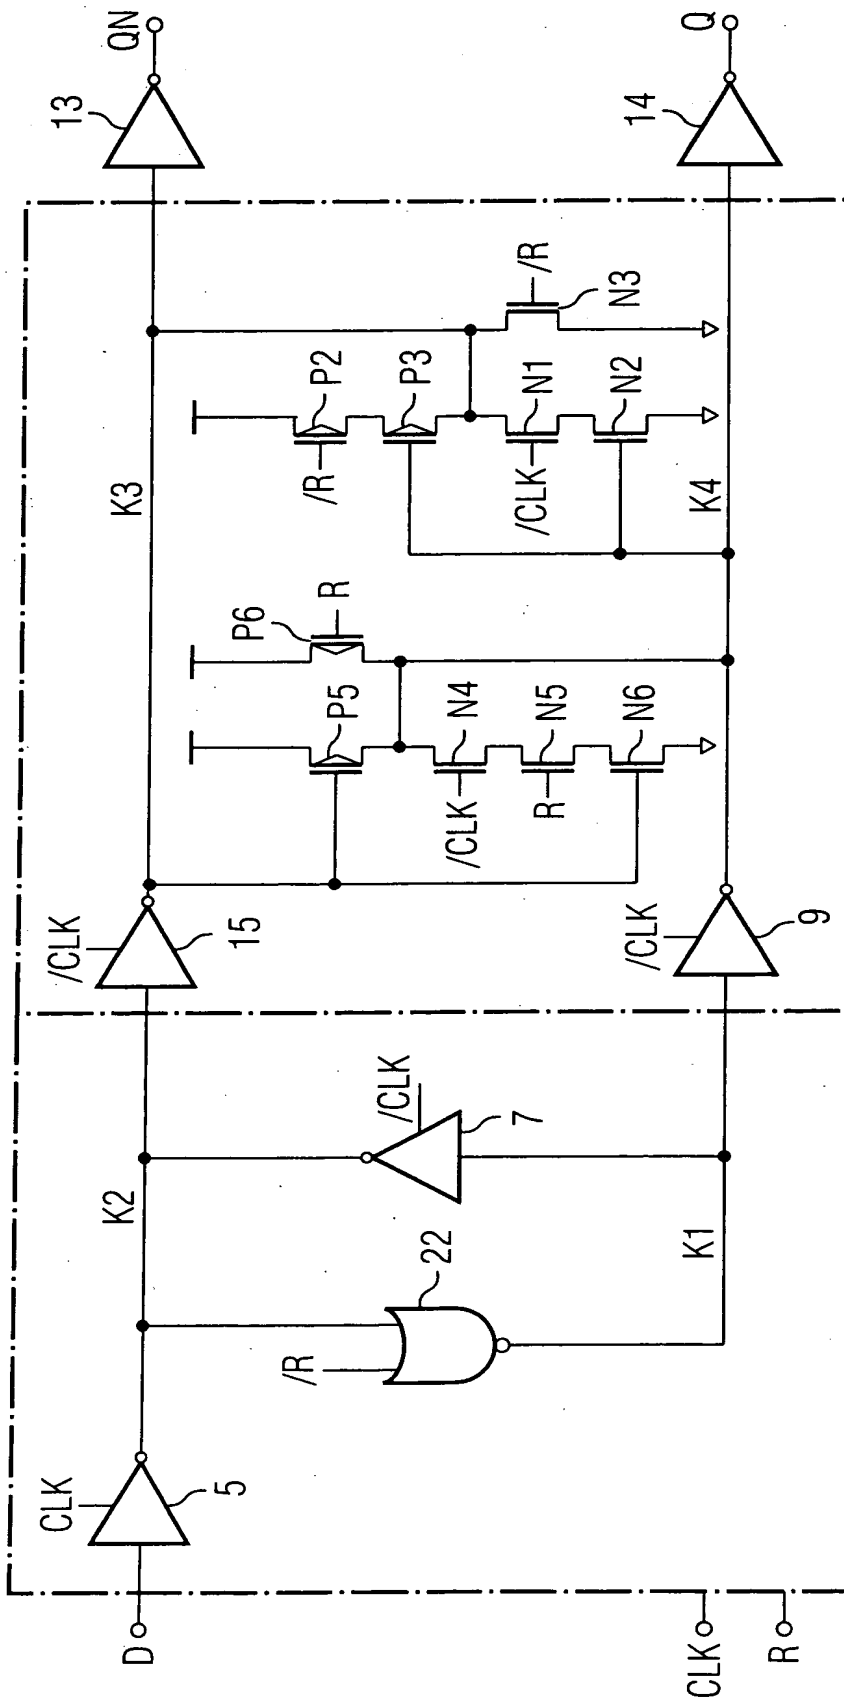 13
QN
14
Q
K3
/R
P2
P3
/R
N3
/CLK
N1
N2
K4
P6
R
P5
/CLK
N4
R
N5
N6
/CLK
15
/CLK
9
K2
/CLK
7
22
/R
K1
CLK
5
D
CLK
R